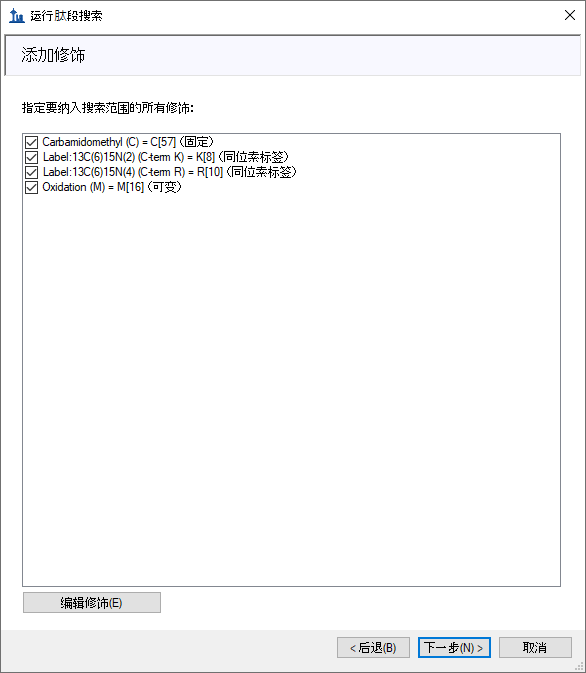 运行肽段搜索
添加修饰
指定要纳入搜索范围的所有修饰:
Carbamidomethyl (C) = C[57] (固定)
Label:13C(6)15N(2) (C-term K) = K[8] (同位素标签)
Label:13C(6)15N(4) (C-term R) = R[10] (同位素标签)
Oxidation (M) = M[16] (可变)
编辑修饰(E)
< 后退(B)
下一步(N) >
取消